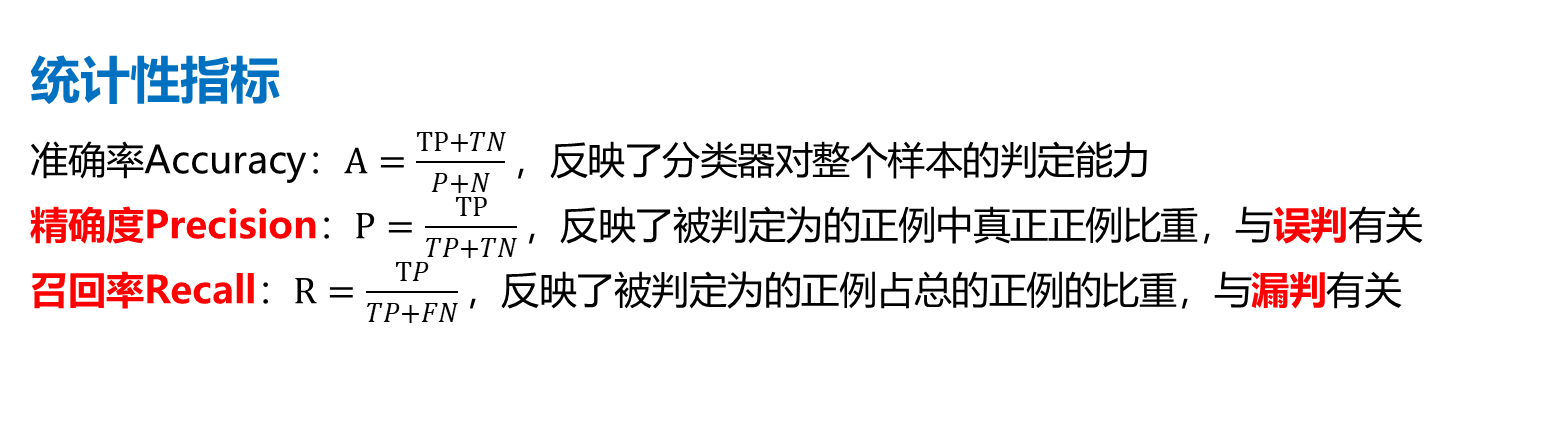 统计性指标
准确率Accuracy：A = \frac{TP+TN}{P+N}，反映了分类器对整个样本的判定能力
精确度Precision：P = \frac{TP}{TP+TN}，反映了被判定为的正例中真正正例比重，与误判有关
召回率Recall：R = \frac{TP}{TP+FN}，反映了被判定为的正例占总的正例的比重，与漏判有关